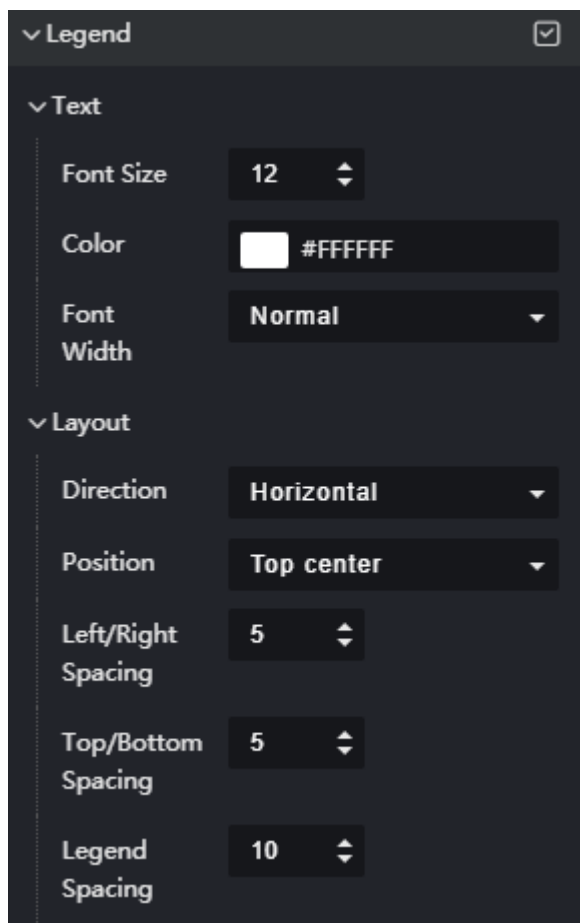 Legend
Text
Font Size 12
Color #FFFFFF
Font
Width
Normal
Layout
Direction Horizontal
Position Top center
Left/Right
Spacing
5
Top/Bottom
Spacing
5
Legend
Spacing
10